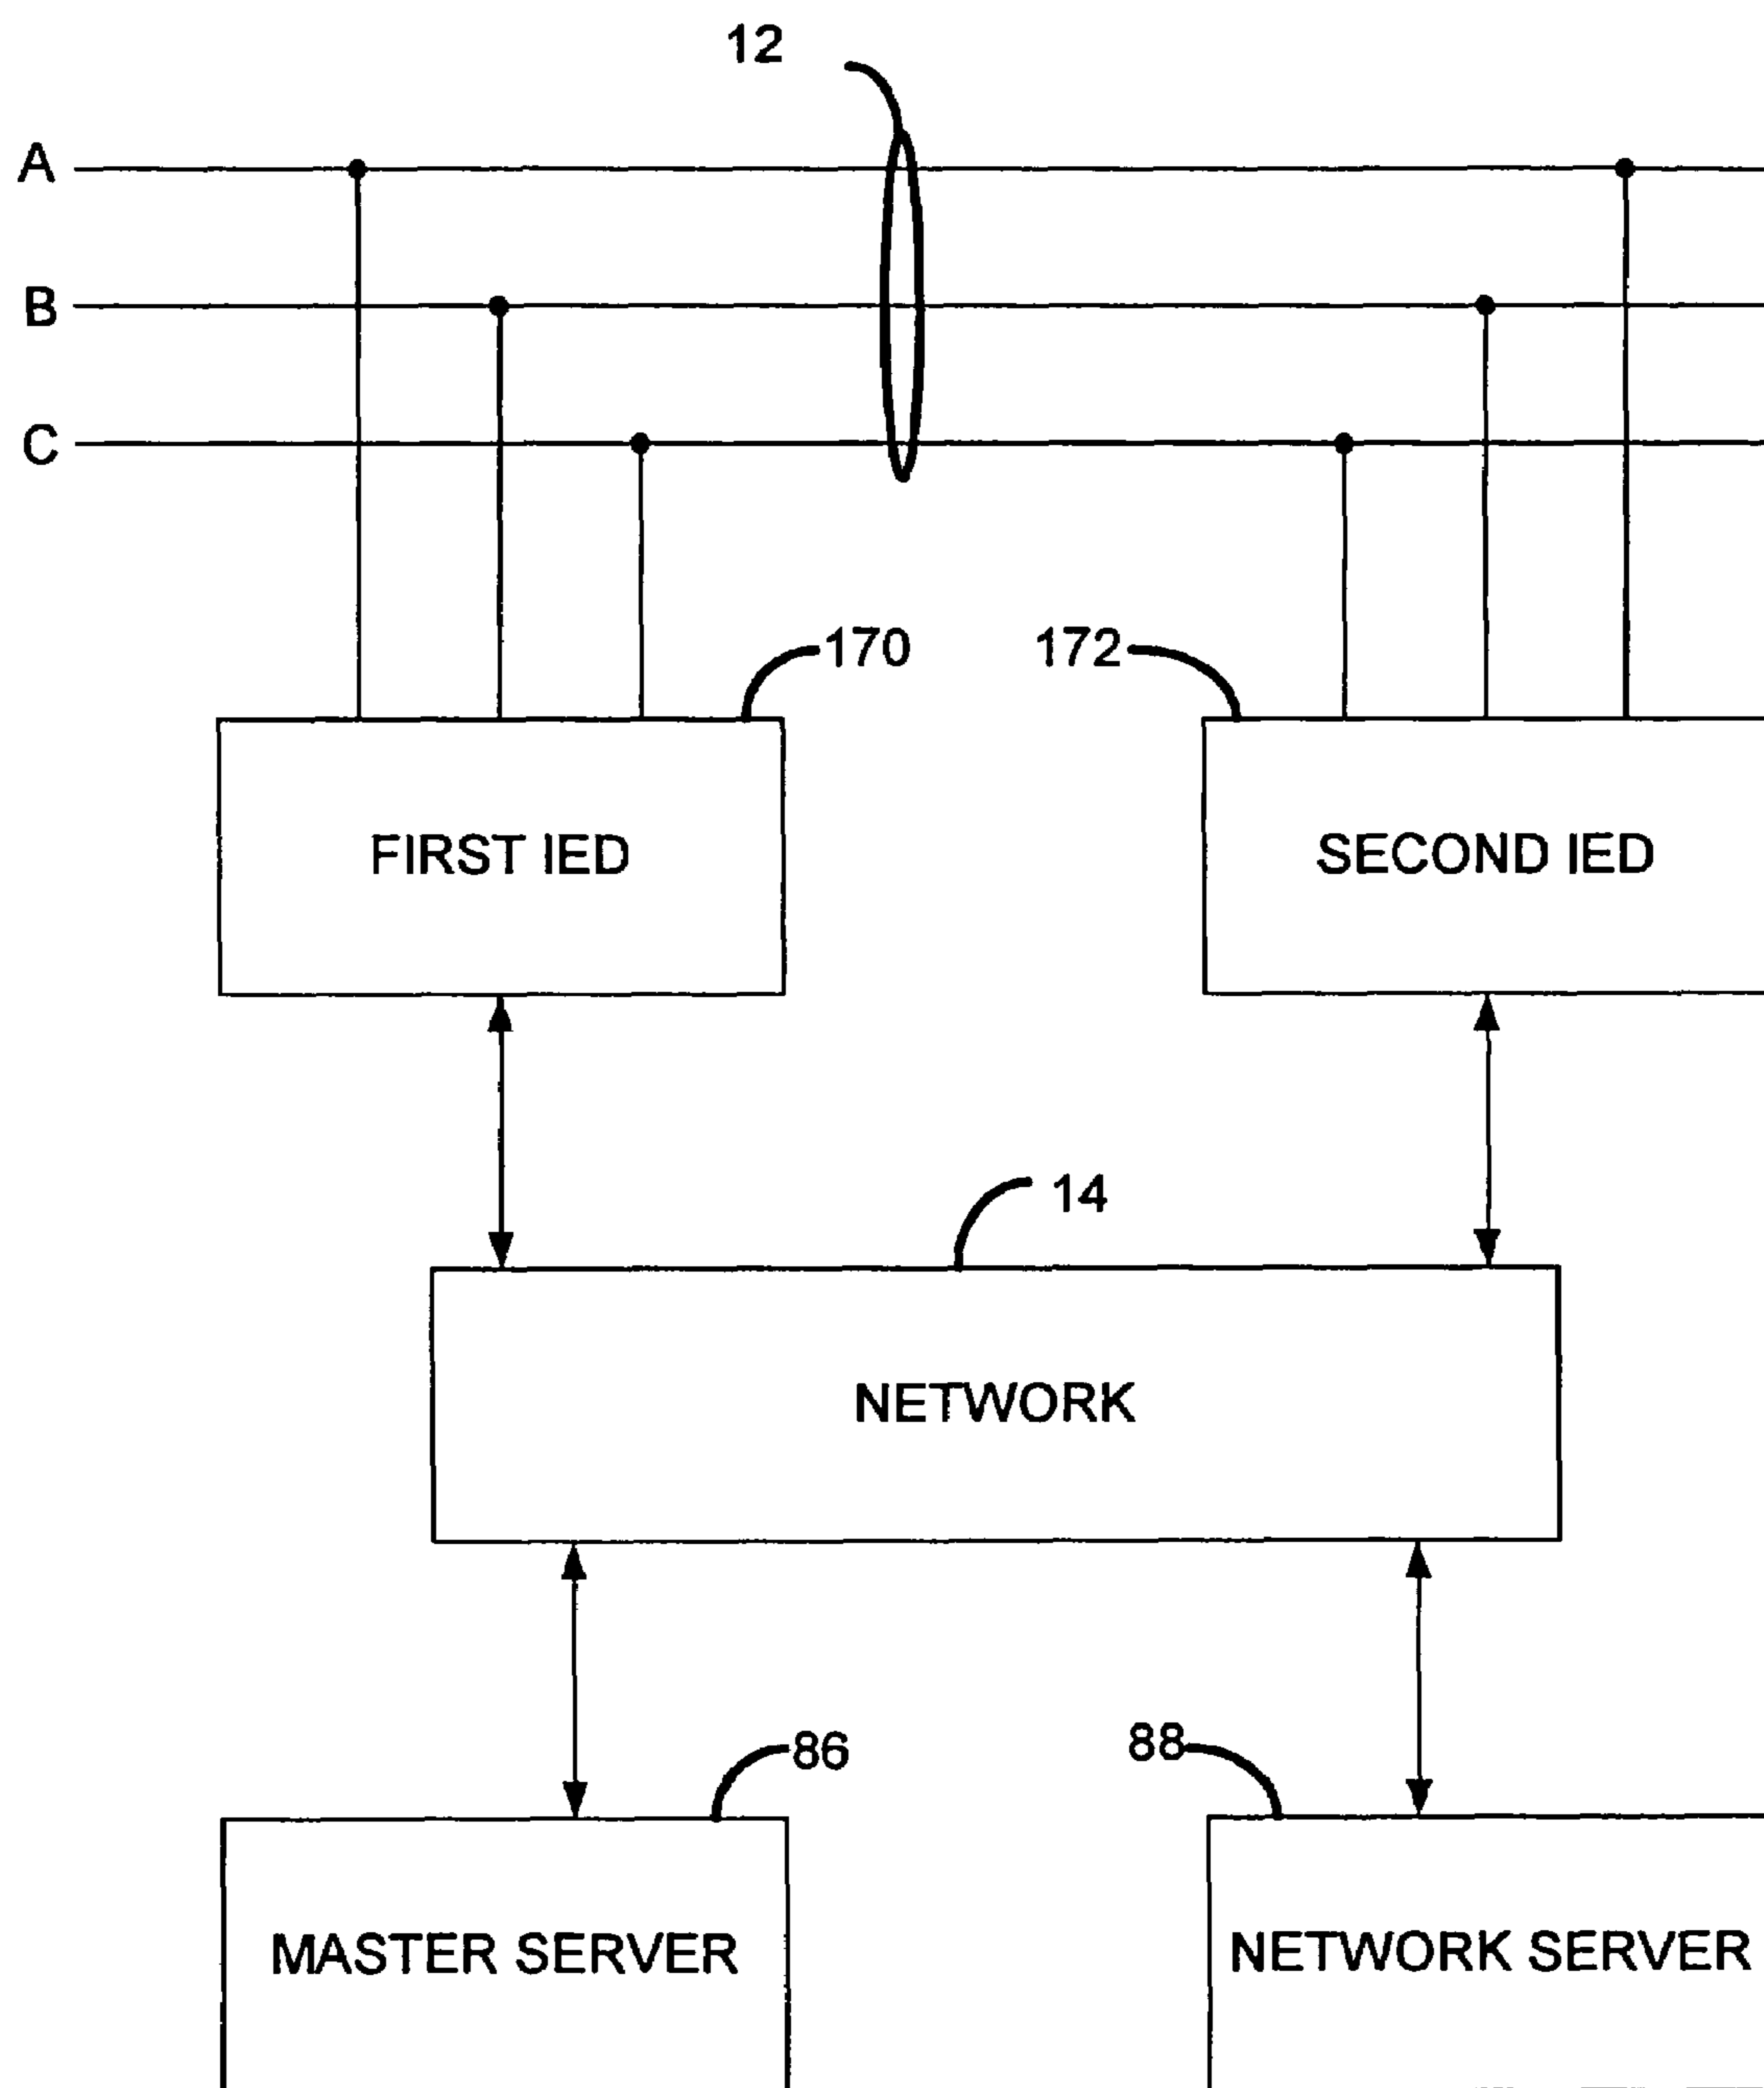 12
A
B
C
170
172
FIRST IED
SECOND IED
14
NETWORK
86
88
MASTER SERVER
NETWORK SERVER